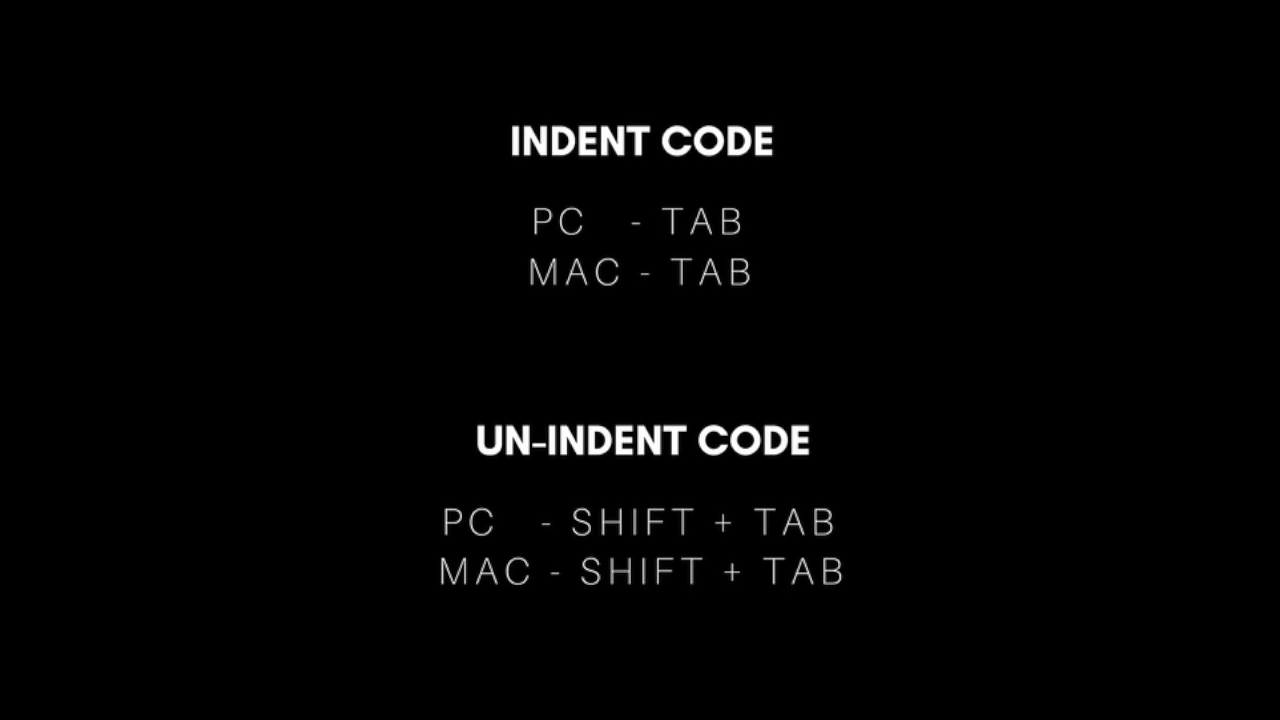 INDENT CODE
PC - TAB
MAC - TAB
UN-INDENT CODE
PC - SHIFT + TAB
MAC - SHIFT + TAB